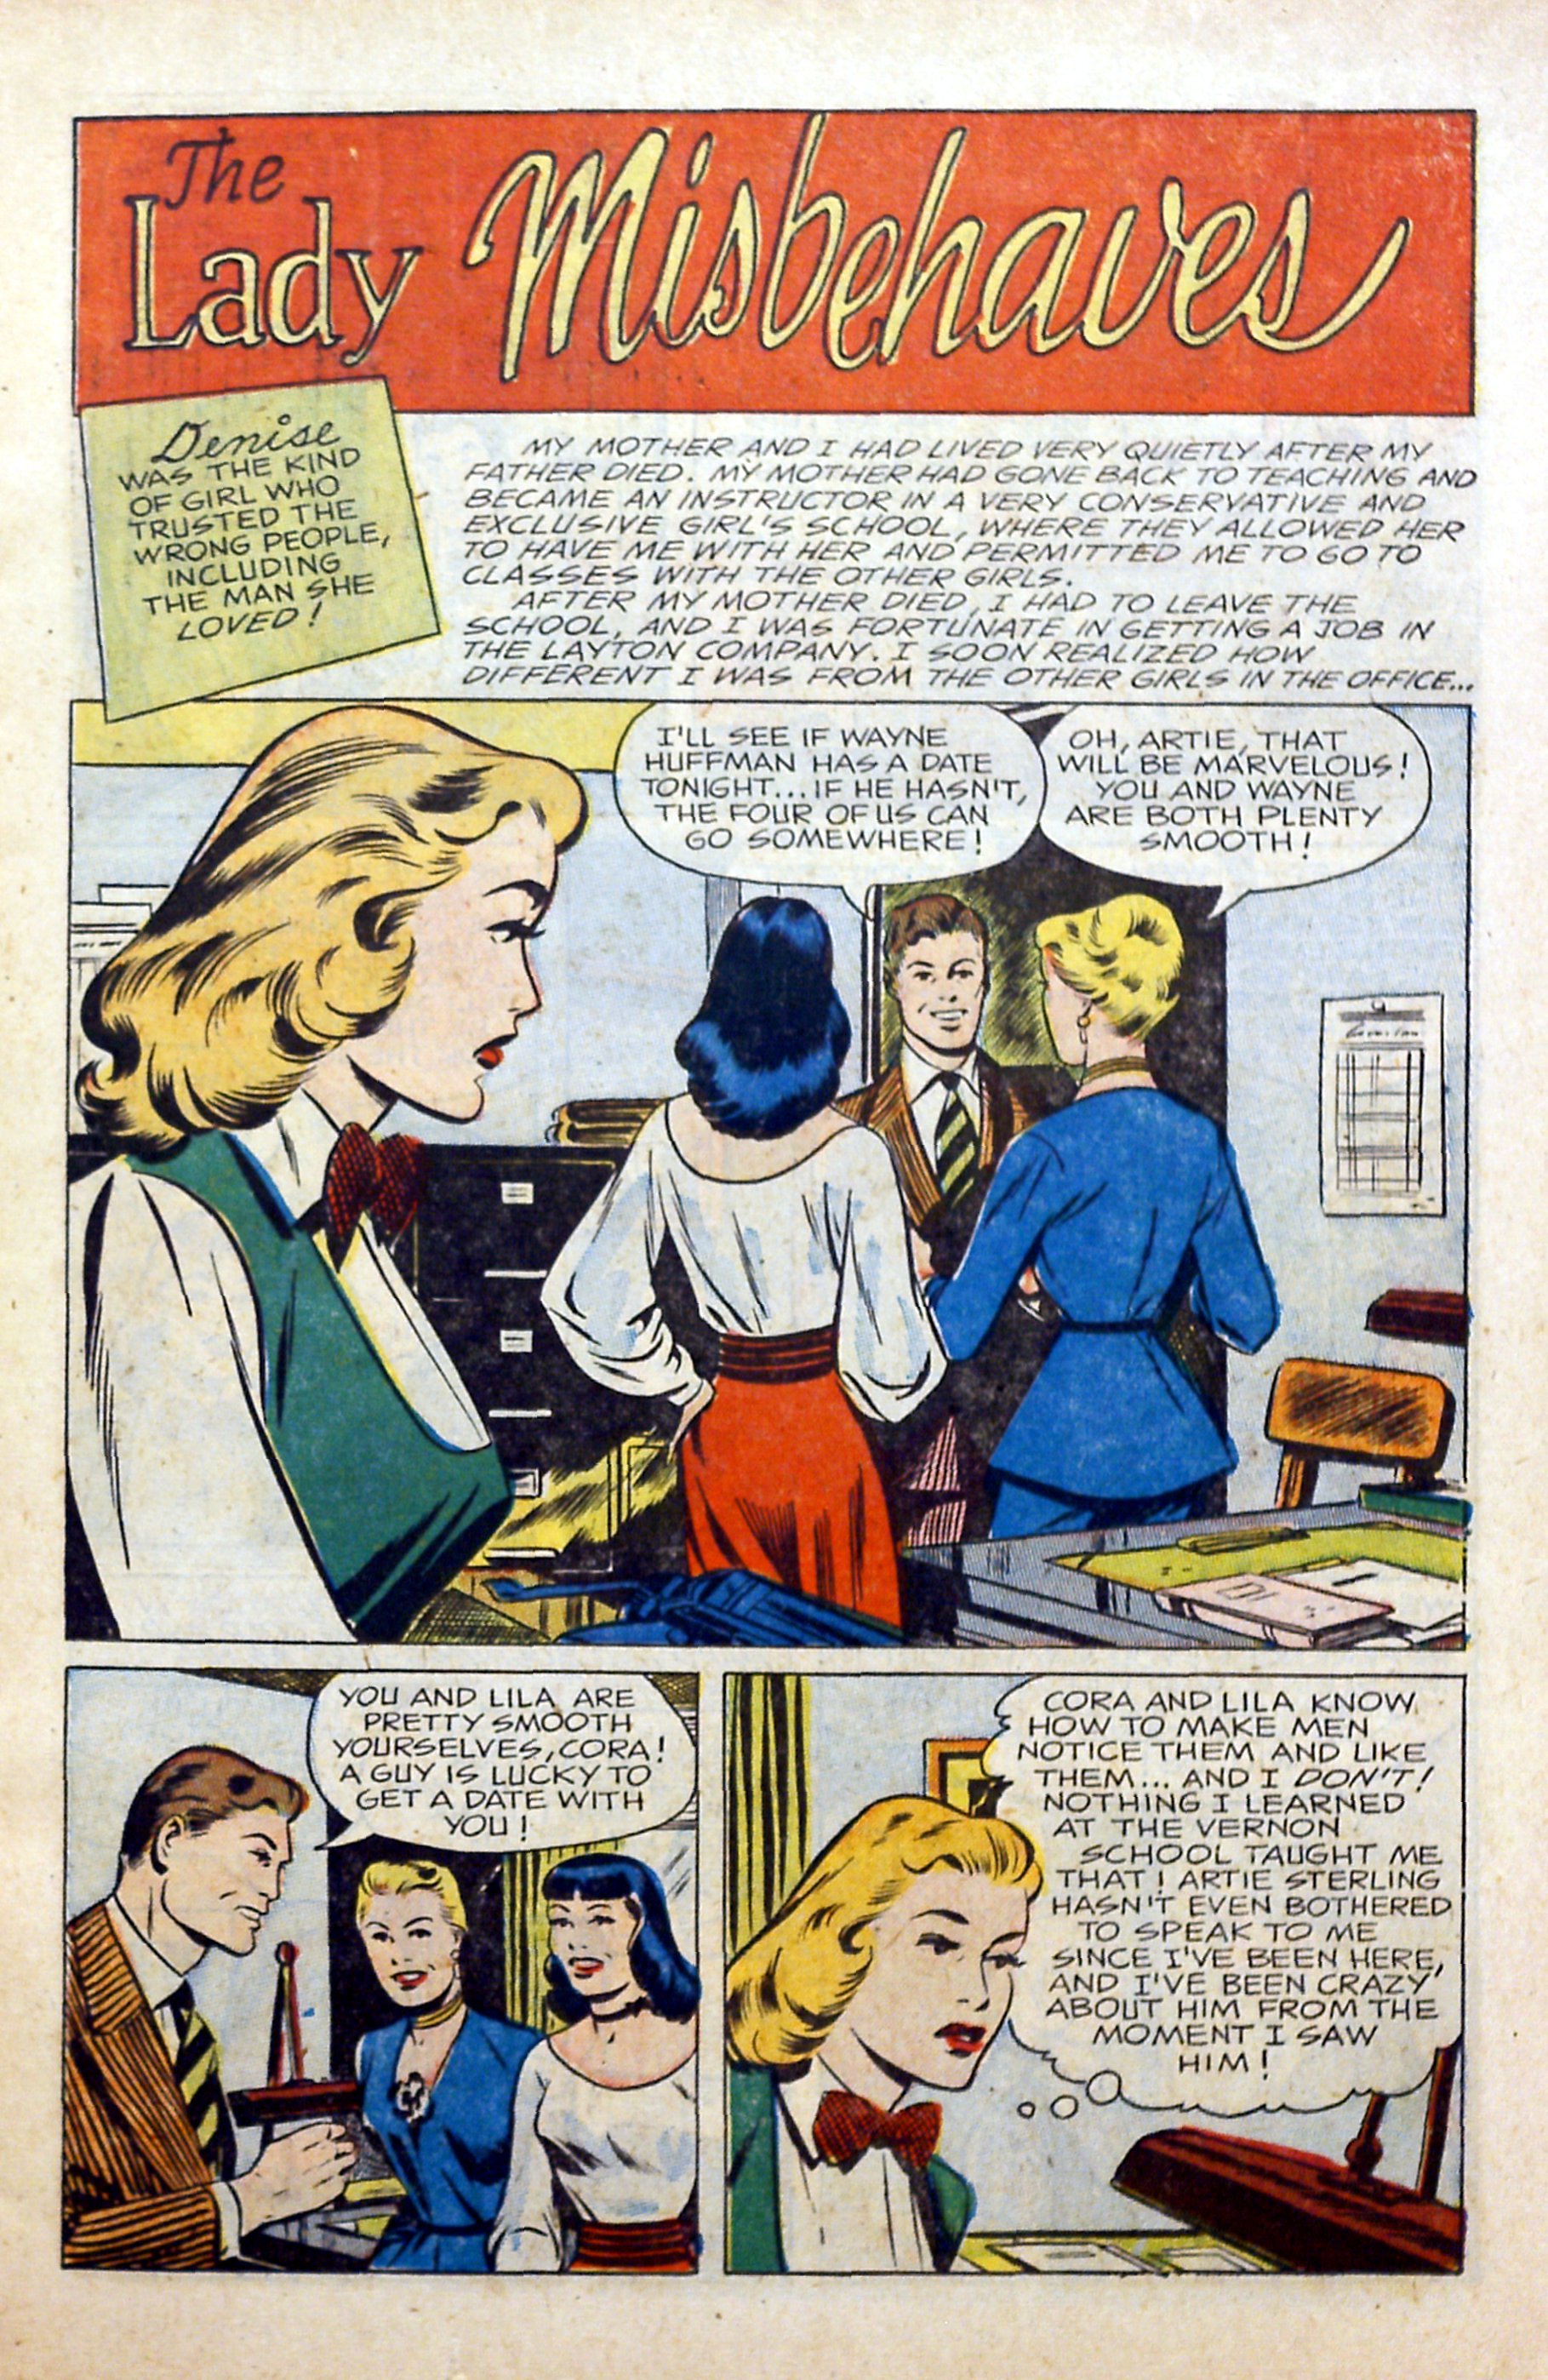 The
Lady Misbehaves
Denise
WAS THE KIND
OF GIRL WHO
TRUSTED THE
WRONG PEOPLE,
INCLUDING
THE MAN SHE
LOVED!
MY MOTHER AND I HAD LIVED VERY QUIETLY AFTER MY
FATHER DIED. MY MOTHER HAD GONE BACK TO TEACHING AND
BECAME AN INSTRUCTOR IN A VERY CONSERVATIVE AND
EXCLUSIVE GIRL'S SCHOOL, WHERE THEY ALLOWED HER
TO HAVE ME WITH HER AND PERMITTED ME TO GO TO
CLASSES WITH THE OTHER GIRLS.
AFTER MY MOTHER DIED, I HAD TO LEAVE THE
SCHOOL, AND I WAS FORTUNATE IN GETTING A JOB IN
THE LAYTON COMPANY. I SOON REALIZED HOW
DIFFERENT I WAS FROM THE OTHER GIRLS IN THE OFFICE...
I'LL SEE IF WAYNE
HUFFMAN HAS A DATE
TONIGHT... IF HE HASN'T,
THE FOUR OF US CAN
GO SOMEWHERE!
OH, ARTIE, THAT
WILL BE MARVELOUS!
YOU AND WAYNE
ARE BOTH PLENTY
SMOOTH!
YOU AND LILA ARE
PRETTY SMOOTH
YOURSELVES, CORA!
A GUY IS LUCKY TO
GET A DATE WITH
YOU!
CORA AND LILA KNOW
HOW TO MAKE MEN
NOTICE THEM AND LIKE
THEM... AND I DON'T!
NOTHING I LEARNED
AT THE VERNON
SCHOOL TAUGHT ME
THAT! ARTIE STERLING
HASN'T EVEN BOTHERED
TO SPEAK TO ME
SINCE I'VE BEEN HERE,
AND I'VE BEEN CRAZY
ABOUT HIM FROM THE
MOMENT I SAW
HIM!